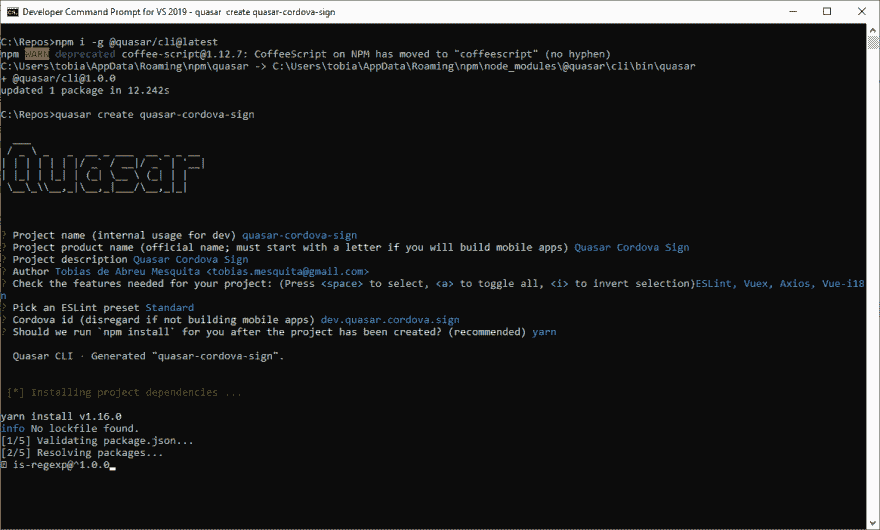 Developer Command Prompt for VS 2019 - quasar  create quasar-cordova-sign
C:\Repos>npm i -g @quasar/cli@latest
npm WARN deprecated coffee-script@1.12.7: CoffeeScript on NPM has moved to "coffeescript" (no hyphen)
C:\Users\tobia\AppData\Roaming\npm\quasar -> C:\Users\tobia\AppData\Roaming\npm\node_modules\@quasar\cli\bin\quasar
+ @quasar/cli@1.0.0
updated 1 package in 12.242s
C:\Repos>quasar create quasar-cordova-sign
Quasar
? Project name (internal usage for dev) quasar-cordova-sign
? Project product name (official name; must start with a letter if you will build mobile apps) Quasar Cordova Sign
? Project description Quasar Cordova Sign
? Author Tobias de Abreu Mesquita <tobias.mesquita@gmail.com>
? Check the features needed for your project: (Press <space> to select, <a> to toggle all, <i> to invert selection)ESLint, Vuex, Axios, Vue-i18
n
? Pick an ESLint preset Standard
? Cordova id (disregard if not building mobile apps) dev.quasar.cordova.sign
? Should we run `npm install` for you after the project has been created? (recommended) yarn
Quasar CLI · Generated "quasar-cordova-sign".
[*] Installing project dependencies ...
yarn install v1.16.0
info No lockfile found.
[1/5] Validating package.json...
[2/5] Resolving packages...
is-regexp@^1.0.0